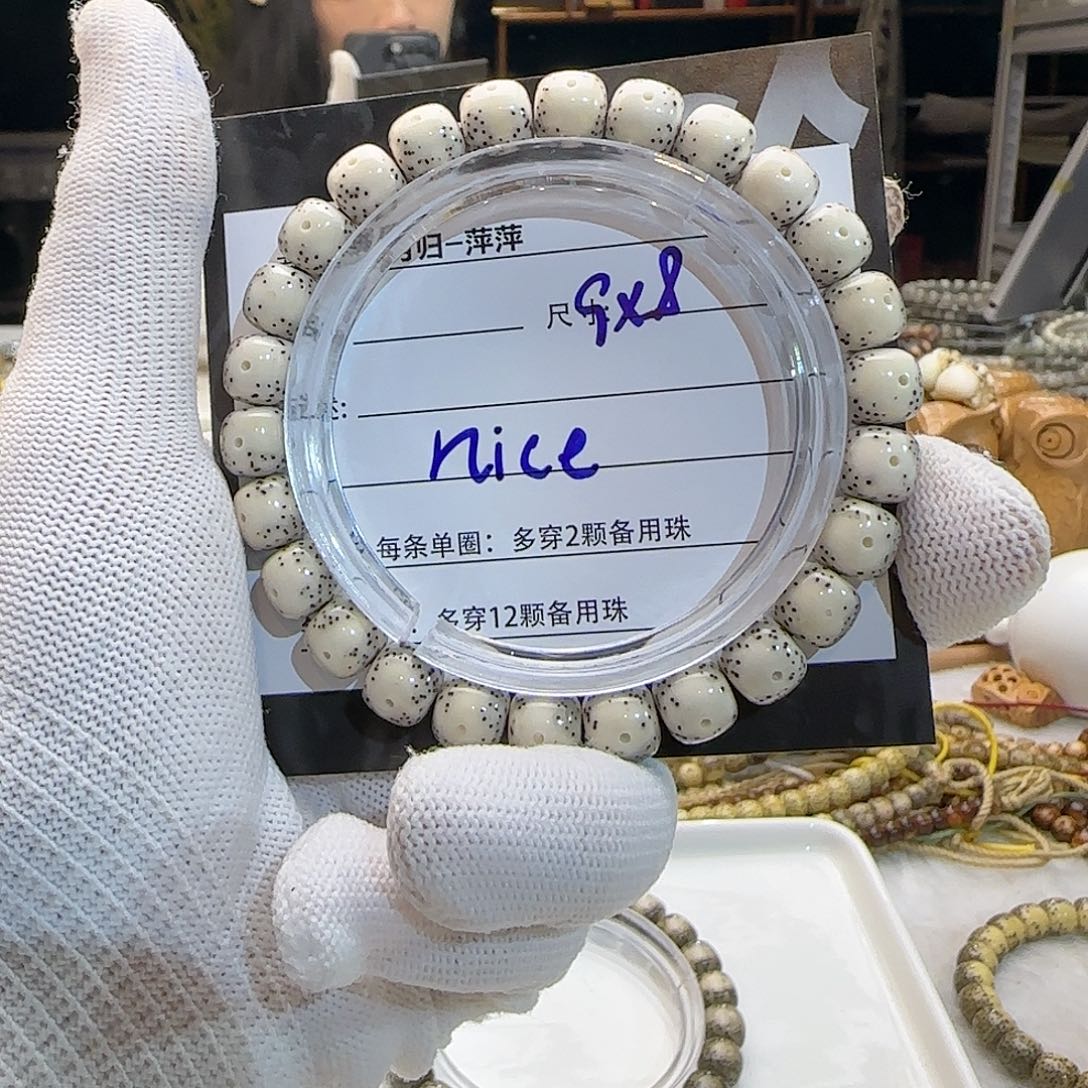 归-萍萍
尺寸: 9x8
nice
每条单圈：多穿2颗备用珠
多穿12颗备用珠